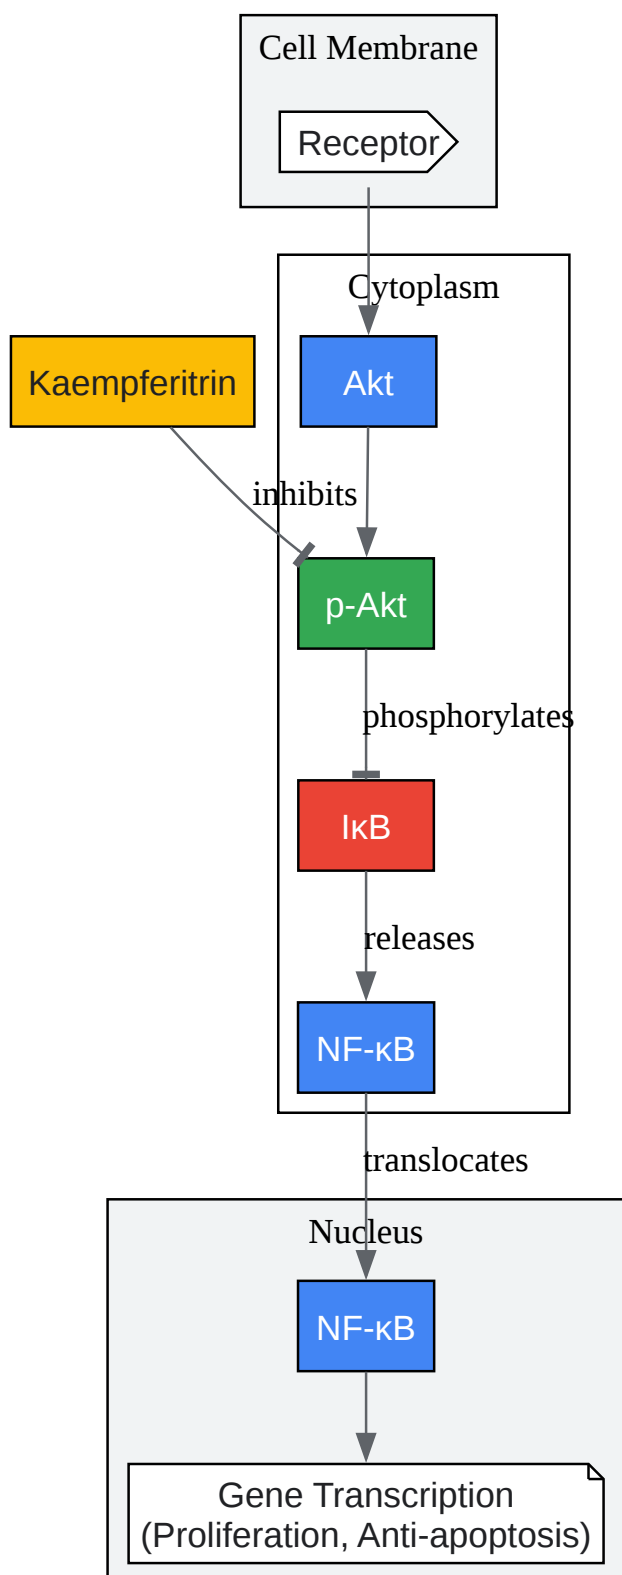 Cell Membrane
Receptor
Cytoplasm
Kaempferitrin
Akt
inhibits
p-Akt
phosphorylates
IκB
releases
NF-κB
translocates
Nucleus
NF-κB
Gene Transcription
(Proliferation, Anti-apoptosis)